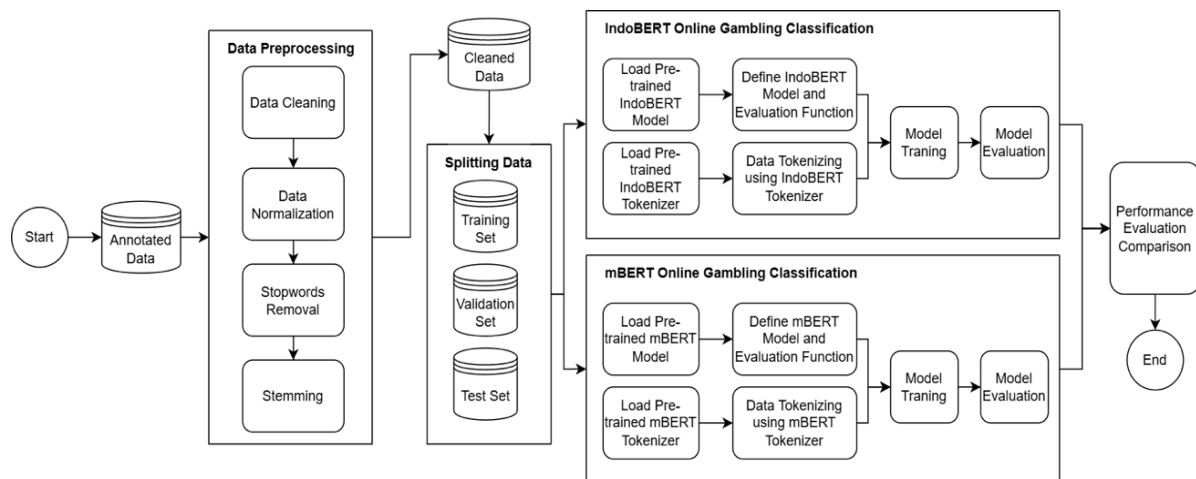 Start
Annotated
Data
Data Preprocessing
Data Cleaning
Data
Normalization
Stopwords
Removal
Stemming
Cleaned
Data
Splitting Data
Training
Set
Validation
Set
Test Set
IndoBERT Online Gambling Classification
Load Pre-
trained
IndoBERT
Model
Define IndoBERT
Model and
Evaluation Function
Load Pre-
trained
IndoBERT
Tokenizer
Data Tokenizing
using IndoBERT
Tokenizer
Model
Traning
Model
Evaluation
mBERT Online Gambling Classification
Load Pre-
trained mBERT
Model
Define mBERT
Model and
Evaluation Function
Load Pre-
trained mBERT
Tokenizer
Data Tokenizing
using mBERT
Tokenizer
Model
Traning
Model
Evaluation
Performance
Evaluation
Comparison
End